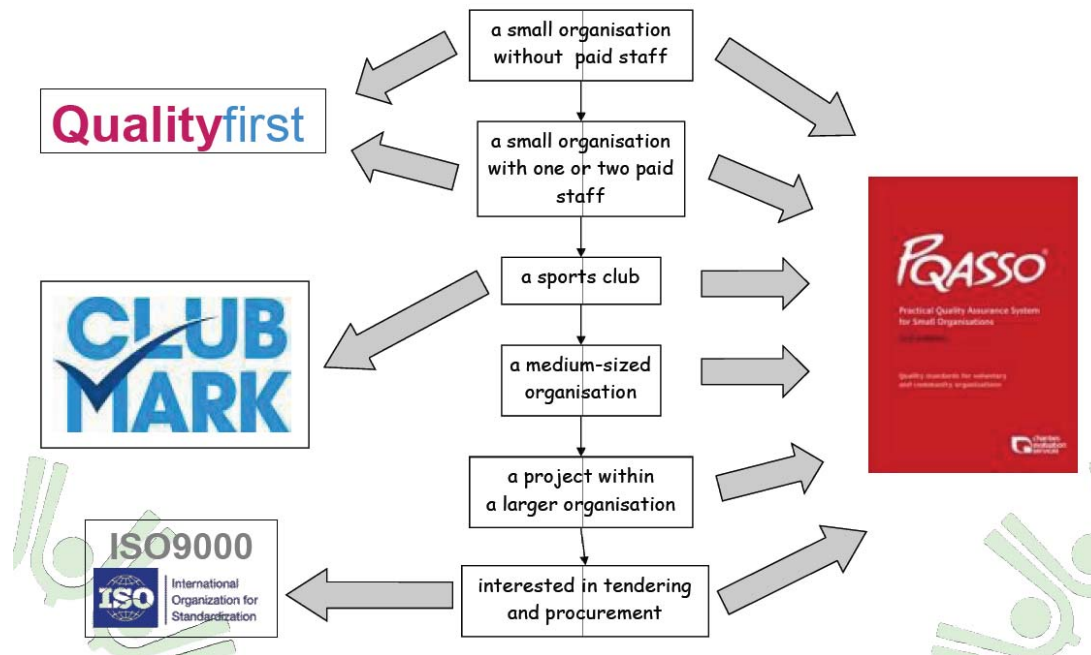 a small organisation
without paid staff
Qualityfirst
a small organisation
with one or two paid
staff
a sports club
CLUB
MARK
a medium-sized
organisation
a project within
a larger organisation
ISO9000
ISO
International
Organization for
Standardization
interested in tendering
and procurement
PQASSO®
Practical Quality Assurance System
for Small Organisations
Quality standards for voluntary
and community organisations
charities
evaluation
services